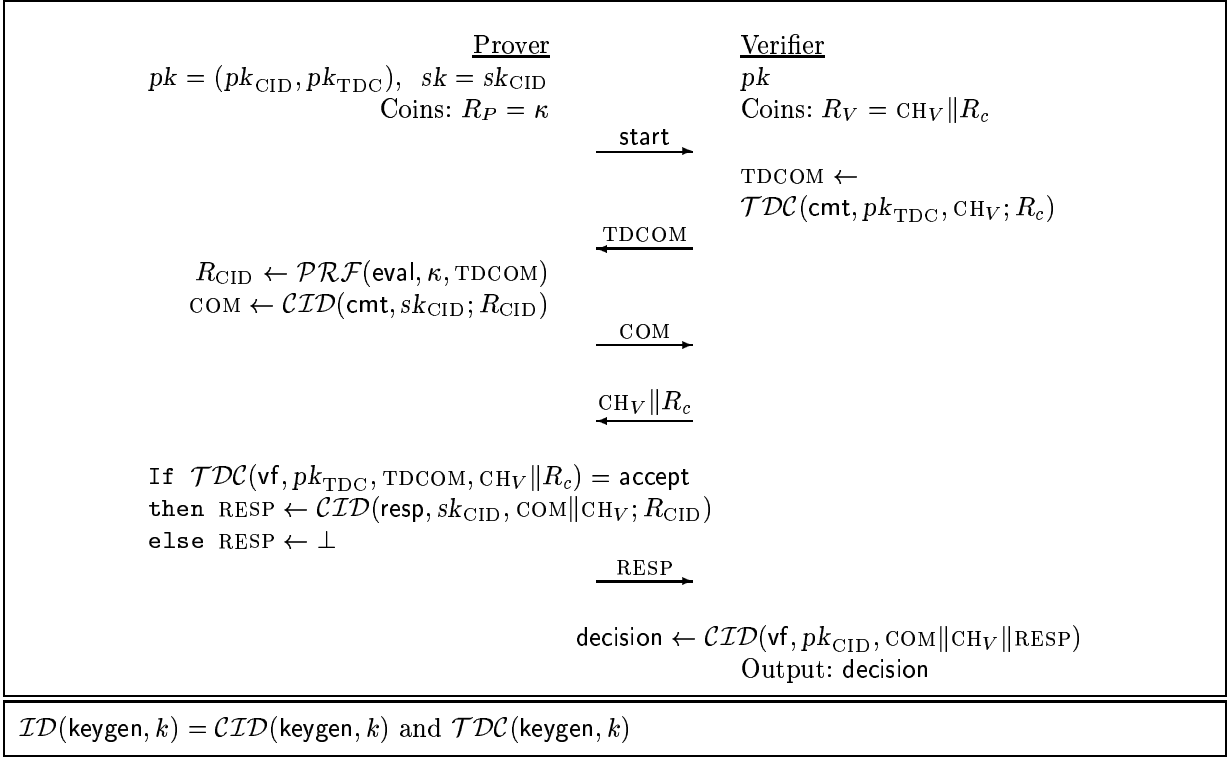 Prover Verifier
pk = (pk_CID, pk_TDC), sk = sk_CID pk
Coins: R_P = κ Coins: R_V = CH_V‖R_c
start
TDCOM ←
𝒯𝒟𝒞(cmt, pk_TDC, CH_V; R_c)
TDCOM
R_CID ← 𝒫ℛℱ(eval, κ, TDCOM)
COM ← 𝒞ℐ𝒟(cmt, sk_CID; R_CID)
COM
CH_V‖R_c
If 𝒯𝒟𝒞(vf, pk_TDC, TDCOM, CH_V‖R_c) = accept
then RESP ← 𝒞ℐ𝒟(resp, sk_CID, COM‖CH_V; R_CID)
else RESP ← ⊥
RESP
decision ← 𝒞ℐ𝒟(vf, pk_CID, COM‖CH_V‖RESP)
Output: decision
ℐ𝒟(keygen, k) = 𝒞ℐ𝒟(keygen, k) and 𝒯𝒟𝒞(keygen, k)